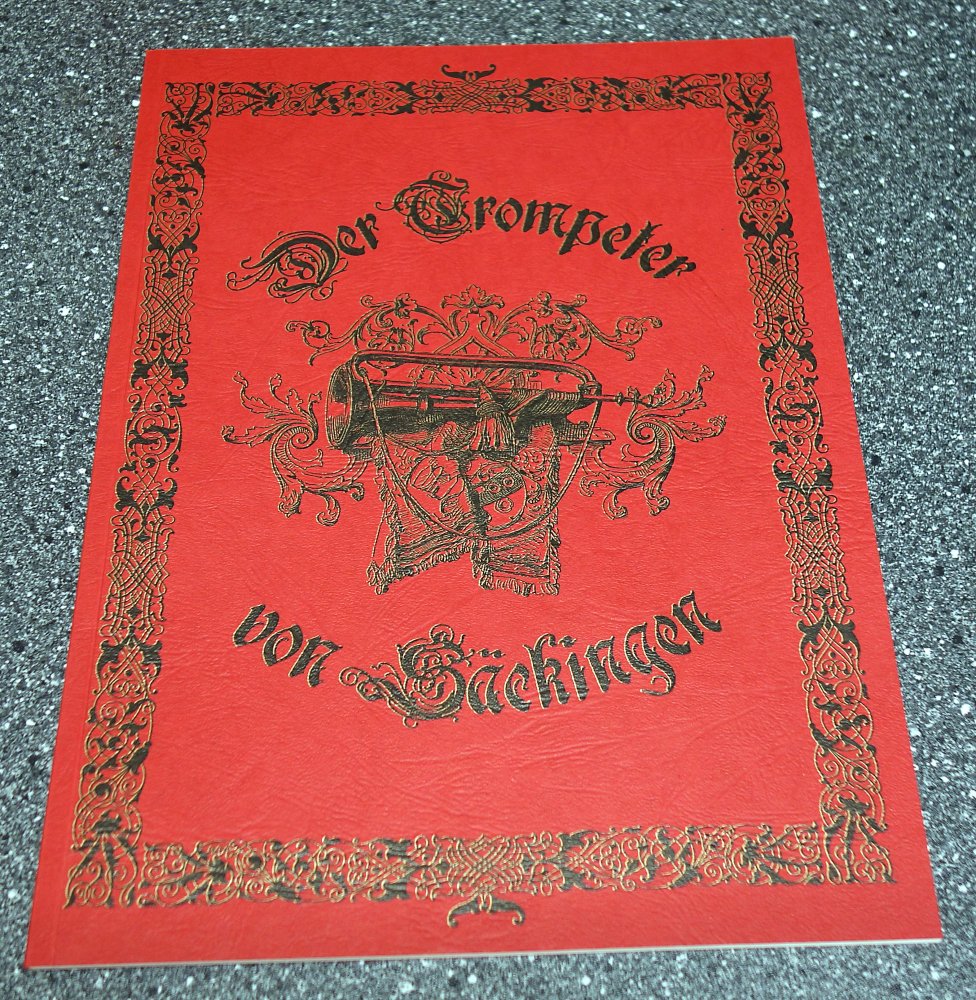 Der Trompeter
von Säckingen